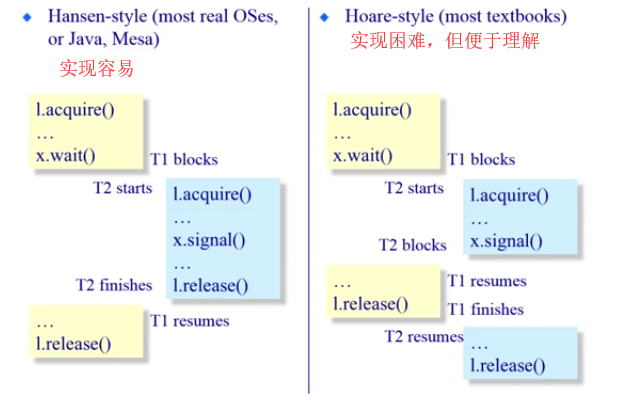 Hansen-style (most real OSes,
or Java, Mesa)
实现容易
l.acquire()
…
x.wait()
T1 blocks
T2 starts
l.acquire()
…
x.signal()
…
T2 finishes
l.release()
…
T1 resumes
l.release()
Hoare-style (most textbooks)
实现困难，但便于理解
l.acquire()
…
x.wait()
T1 blocks
T2 starts
l.acquire()
…
T2 blocks
x.signal()
…
T1 resumes
l.release()
T1 finishes
T2 resumes
…
l.release()